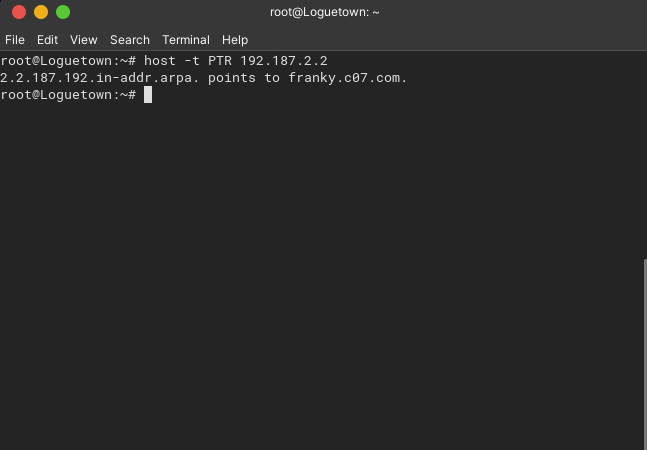 root@Loguetown: ~
File Edit View Search Terminal Help
root@Loguetown:~# host -t PTR 192.187.2.2
2.2.187.192.in-addr.arpa. points to franky.c07.com.
root@Loguetown:~#